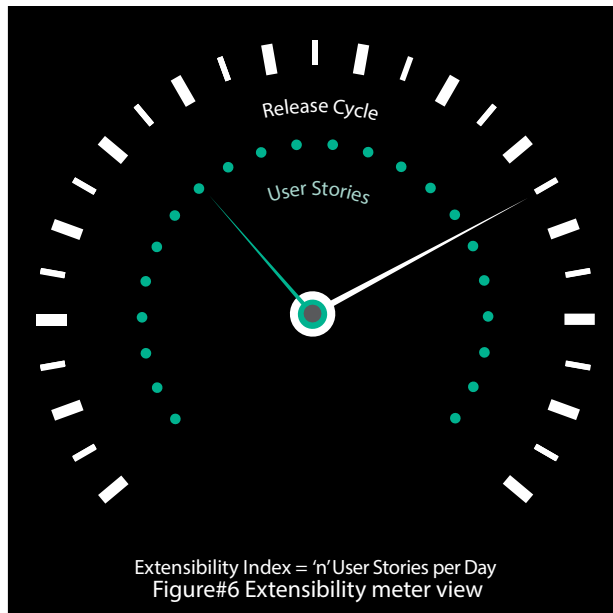 Release Cycle
User Stories
Extensibility Index = ‘n’ User Stories per Day
Figure#6 Extensibility meter view